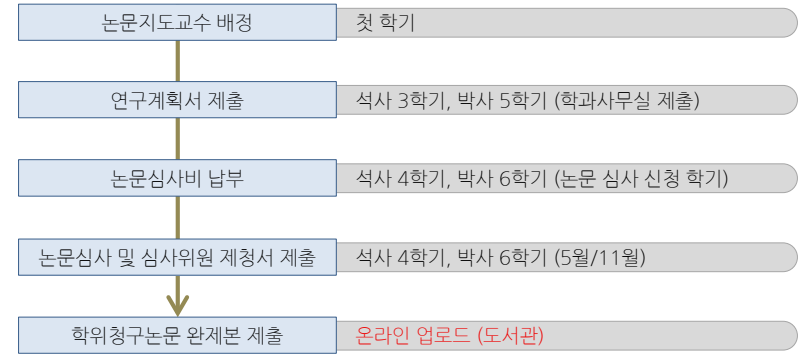 논문지도교수 배정
첫 학기
연구계획서 제출
석사 3학기, 박사 5학기 (학과사무실 제출)
논문심사비 납부
석사 4학기, 박사 6학기 (논문 심사 신청 학기)
논문심사 및 심사위원 제청서 제출
석사 4학기, 박사 6학기 (5월/11월)
학위청구논문 완제본 제출
온라인 업로드 (도서관)